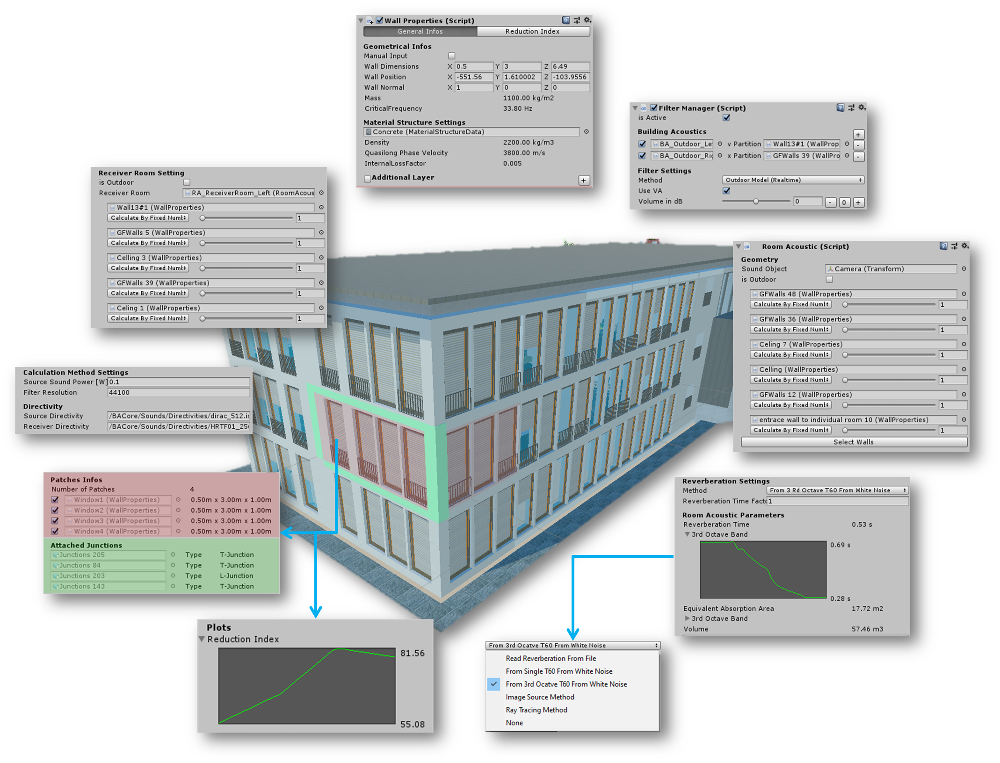 Wall Properties (Script)
General Infos
Reduction Index
Geometrical Infos
Manual Input
Wall Dimensions X 0.5 Y 3 Z 6.49
Wall Position X -551.56 Y 1.610002 Z -103.9556
Wall Normal X 1 Y 0 Z 0
Mass 1100.00 kg/m2
CriticalFrequency 33.80 Hz
Material Structure Settings
Concrete (MaterialStructureData)
Density 2200.00 kg/m3
Quasilong Phase Velocity 3800.00 m/s
InternalLossFactor 0.005
Additional Layer +
Filter Manager (Script)
is Active
Building Acoustics
+
BA_Outdoor_Le v Partition Wall13#1 (WallProp -
BA_Outdoor_Ri x Partition GFWalls 39 (WallPro -
Filter Settings
Method Outdoor Model (Realtime)
Use VA
Volume in dB 0 - 0 +
Receiver Room Setting
is Outdoor
Receiver Room RA_ReceiverRoom_Left (RoomAcous
Wall13#1 (WallProperties)
Calculate By Fixed Numb 1
GFWalls 5 (WallProperties)
Calculate By Fixed Numb 1
Celling 3 (WallProperties)
Calculate By Fixed Numb 1
GFWalls 39 (WallProperties)
Calculate By Fixed Numb 1
Celing 1 (WallProperties)
Calculate By Fixed Numb 1
Room Acoustic (Script)
Geometry
Sound Object Camera (Transform)
is Outdoor
GFWalls 48 (WallProperties)
Calculate By Fixed Numb 1
GFWalls 36 (WallProperties)
Calculate By Fixed Numb 1
Celing 7 (WallProperties)
Calculate By Fixed Numb 1
Celling (WallProperties)
Calculate By Fixed Numb 1
GFWalls 12 (WallProperties)
Calculate By Fixed Numb 1
entrace wall to individual room 10 (WallProperties)
Calculate By Fixed Numb 1
Select Walls
Calculation Method Settings
Source Sound Power [W] 0.1
Filter Resolution 44100
Directivity
Source Directivity /BACore/Sounds/Directivities/dirac_512.ir
Receiver Directivity /BACore/Sounds/Directivities/HRTF01_25
Patches Infos
Number of Patches 4
Window1 (WallProperties) 0.50m x 3.00m x 1.00m
Window2 (WallProperties) 0.50m x 3.00m x 1.00m
Window3 (WallProperties) 0.50m x 3.00m x 1.00m
Window4 (WallProperties) 0.50m x 3.00m x 1.00m
Attached Junctions
Junctions 205 Type T-Junction
Junctions 84 Type T-Junction
Junctions 203 Type L-Junction
Junctions 143 Type T-Junction
Reverberation Settings
Method From 3 Rd Octave T60 From White Noise
Reverberation Time Facto 1
Room Acoustic Parameters
Reverberation Time 0.53 s
3rd Octave Band
0.69 s
0.28 s
Equivalent Absorption Area 17.72 m2
3rd Octave Band
Volume 57.46 m3
Plots
Reduction Index
81.56
55.08
From 3rd Ocatve T60 From White Noise
Read Reverberation From File
From Single T60 From White Noise
From 3rd Ocatve T60 From White Noise
Image Source Method
Ray Tracing Method
None